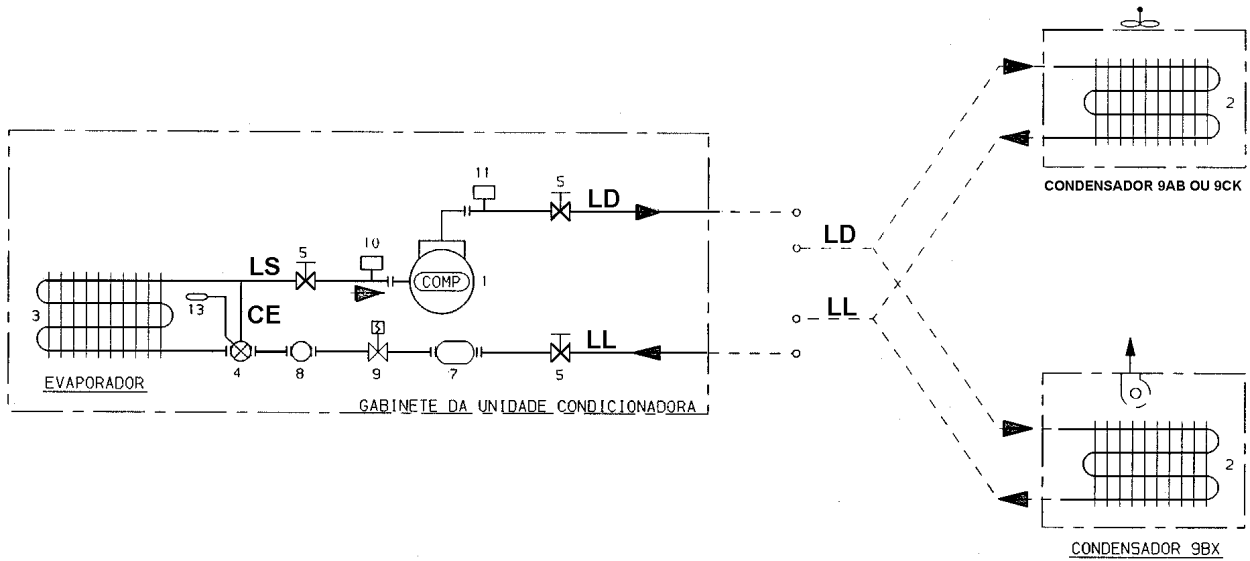 2
CONDENSADOR 9AB OU 9CK
11
5
LD
10
5
LS
COMP
1
LD
13
CE
3
LL
LL
4
8
9
7
5
EVAPORADOR
GABINETE DA UNIDADE CONDICIONADORA
2
CONDENSADOR 9BX